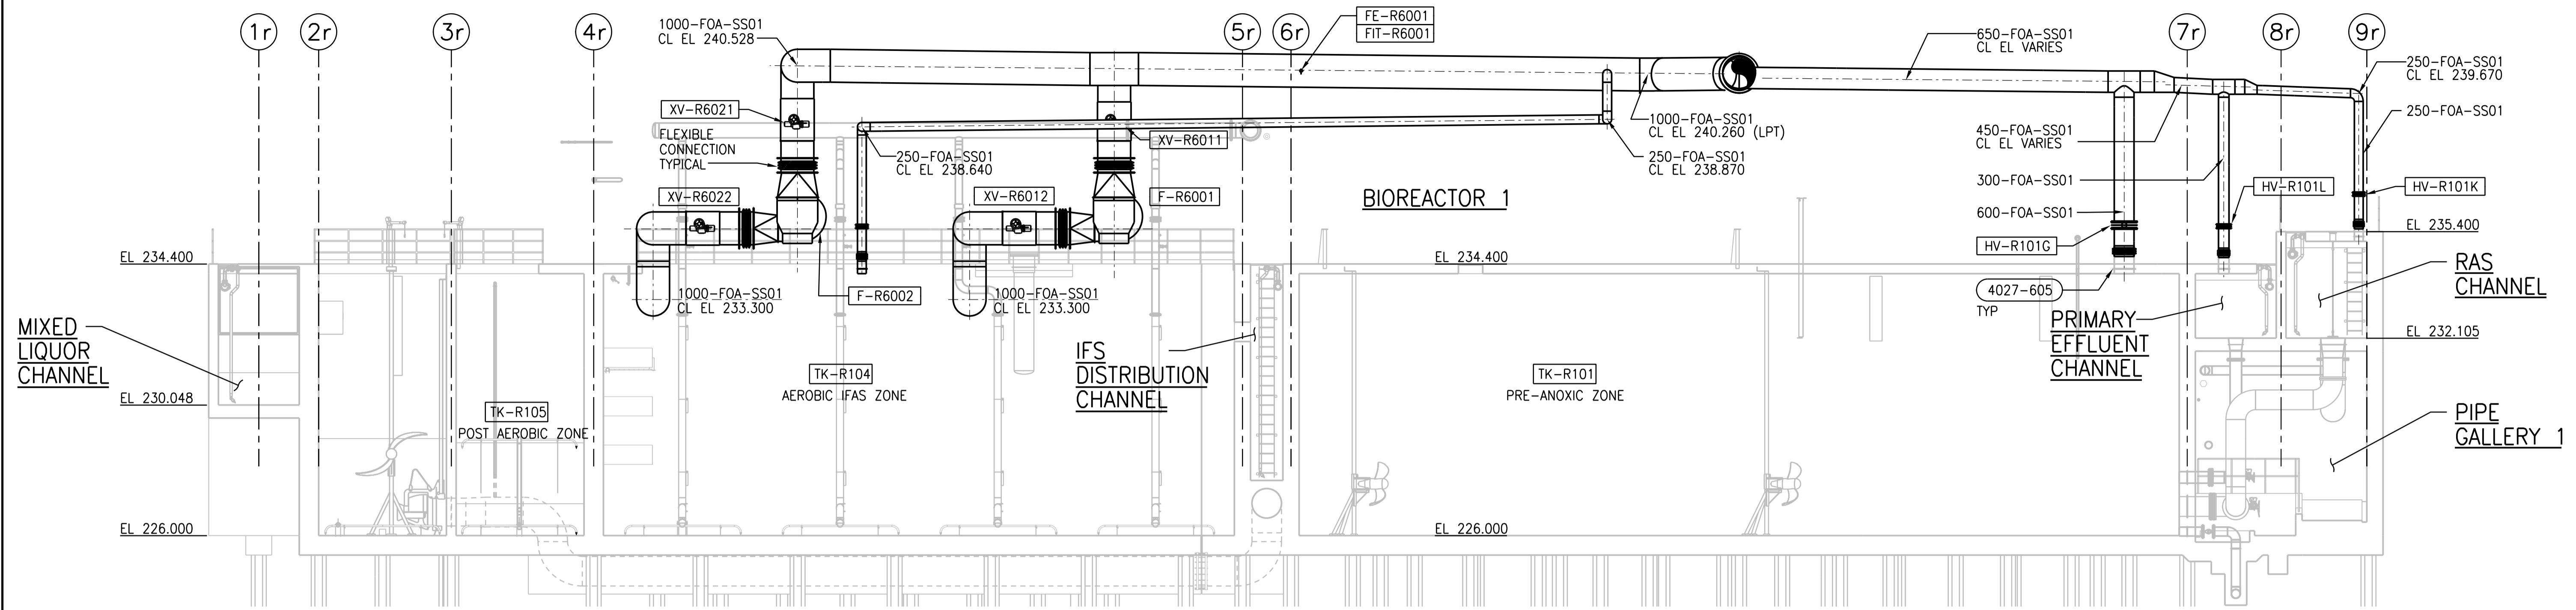 1r
2r
3r
4r
5r
6r
7r
8r
9r
1000-FOA-SS01
CL EL 240.528
FE-R6001
FIT-R6001
650-FOA-SS01
CL EL VARIES
250-FOA-SS01
CL EL 239.670
XV-R6021
FLEXIBLE
CONNECTION
TYPICAL
250-FOA-SS01
CL EL 238.640
XV-R6011
1000-FOA-SS01
CL EL 240.260 (LPT)
250-FOA-SS01
CL EL 238.870
450-FOA-SS01
CL EL VARIES
250-FOA-SS01
300-FOA-SS01
HV-R101L
HV-R101K
XV-R6022
XV-R6012
F-R6001
BIOREACTOR 1
600-FOA-SS01
HV-R101G
EL 235.400
EL 234.400
EL 234.400
1000-FOA-SS01
CL EL 233.300
F-R6002
1000-FOA-SS01
CL EL 233.300
4027-605
TYP
RAS
CHANNEL
MIXED
LIQUOR
CHANNEL
IFS
DISTRIBUTION
CHANNEL
PRIMARY
EFFLUENT
CHANNEL
EL 232.105
TK-R104
AEROBIC IFAS ZONE
TK-R101
PRE-ANOXIC ZONE
EL 230.048
TK-R105
POST AEROBIC ZONE
PIPE
GALLERY 1
EL 226.000
EL 226.000